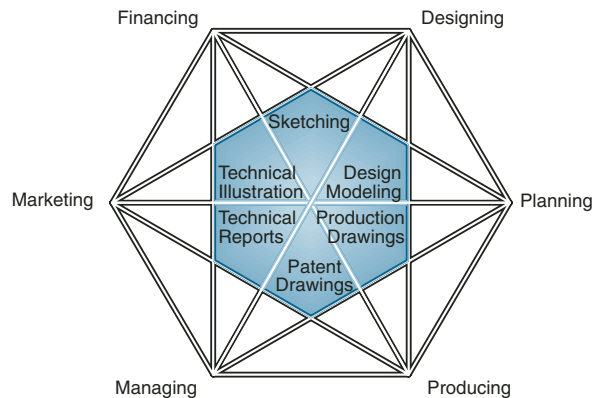 Financing
Designing
Sketching
Technical
Illustration
Design
Modeling
Marketing
Planning
Technical
Reports
Production
Drawings
Patent
Drawings
Managing
Producing